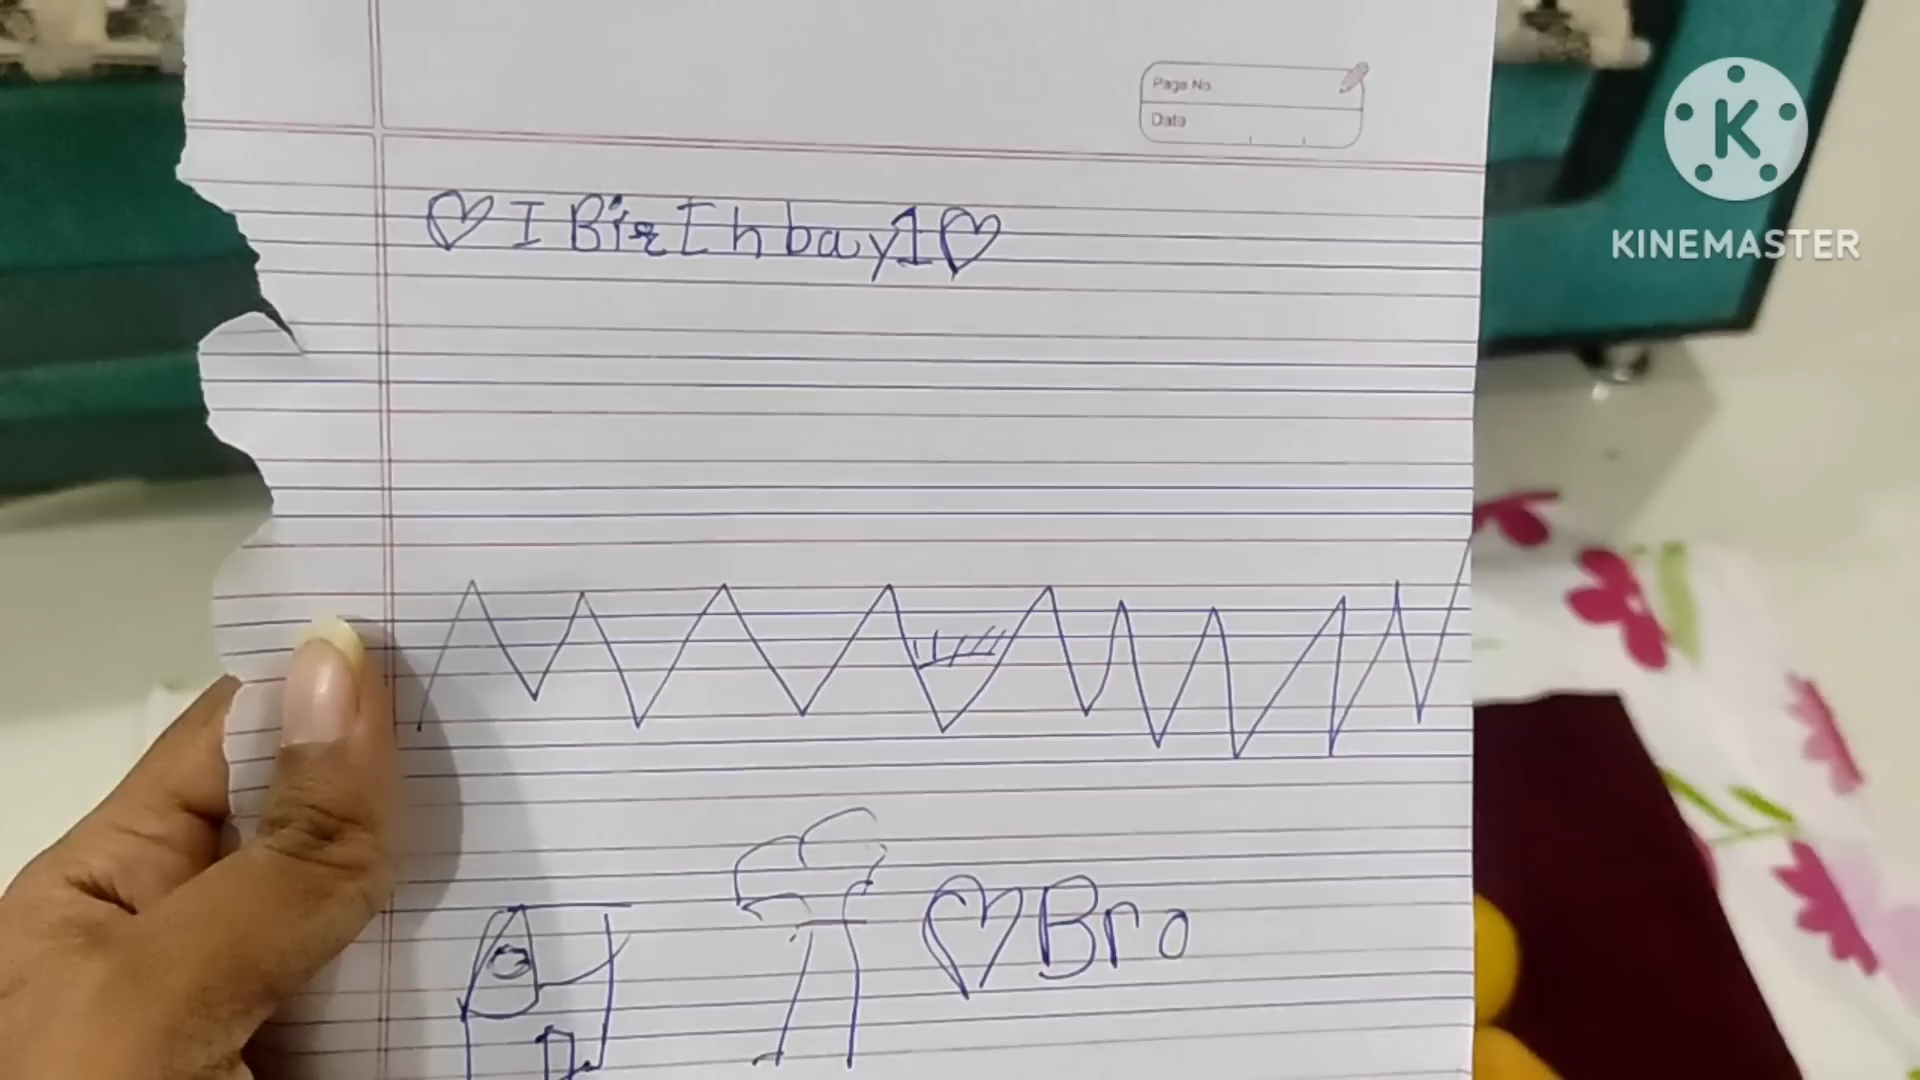 Page No.
Date
K
KINEMASTER
♡ I Birthbay 1 ♡
♡ Bro